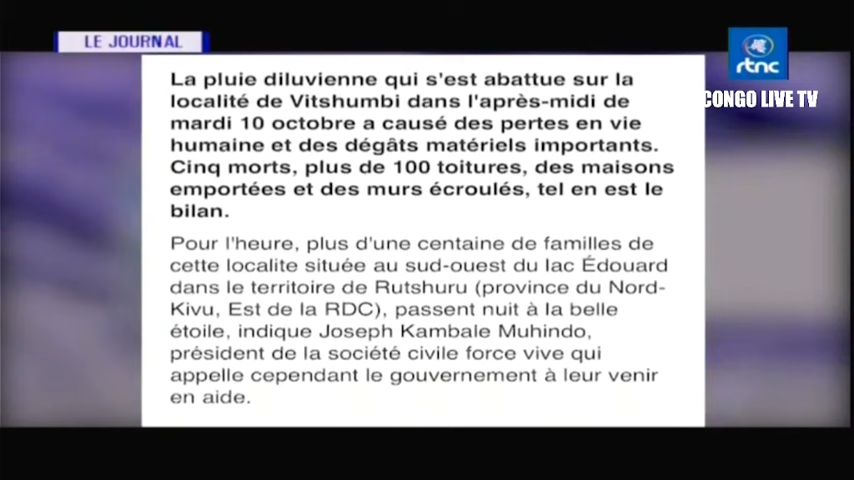 LE JOURNAL
rtnc
CONGO LIVE TV
La pluie diluvienne qui s'est abattue sur la
localité de Vitshumbi dans l'après-midi de
mardi 10 octobre a causé des pertes en vie
humaine et des dégâts matériels importants.
Cinq morts, plus de 100 toitures, des maisons
emportées et des murs écroulés, tel en est le
bilan.
Pour l'heure, plus d'une centaine de familles de
cette localite située au sud-ouest du lac Édouard
dans le territoire de Rutshuru (province du Nord-
Kivu, Est de la RDC), passent nuit à la belle
étoile, indique Joseph Kambale Muhindo,
président de la société civile force vive qui
appelle cependant le gouvernement à leur venir
en aide.